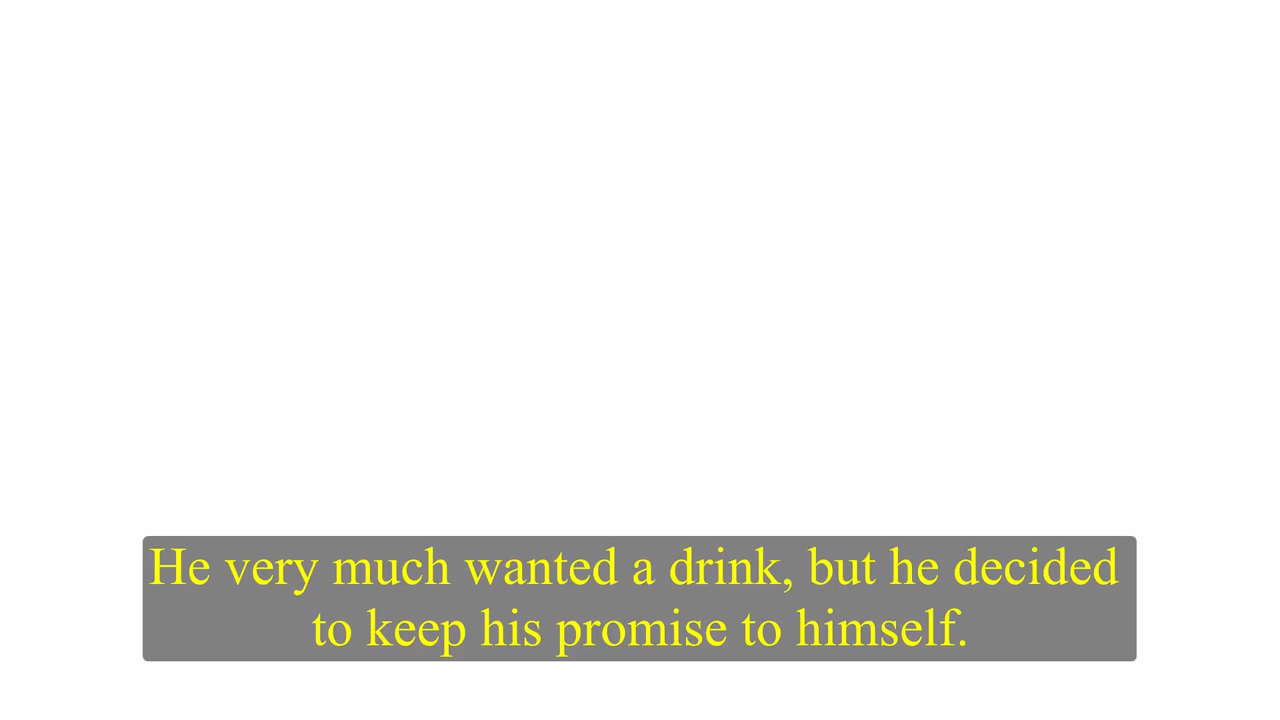 He very much wanted a drink, but he decided
to keep his promise to himself.